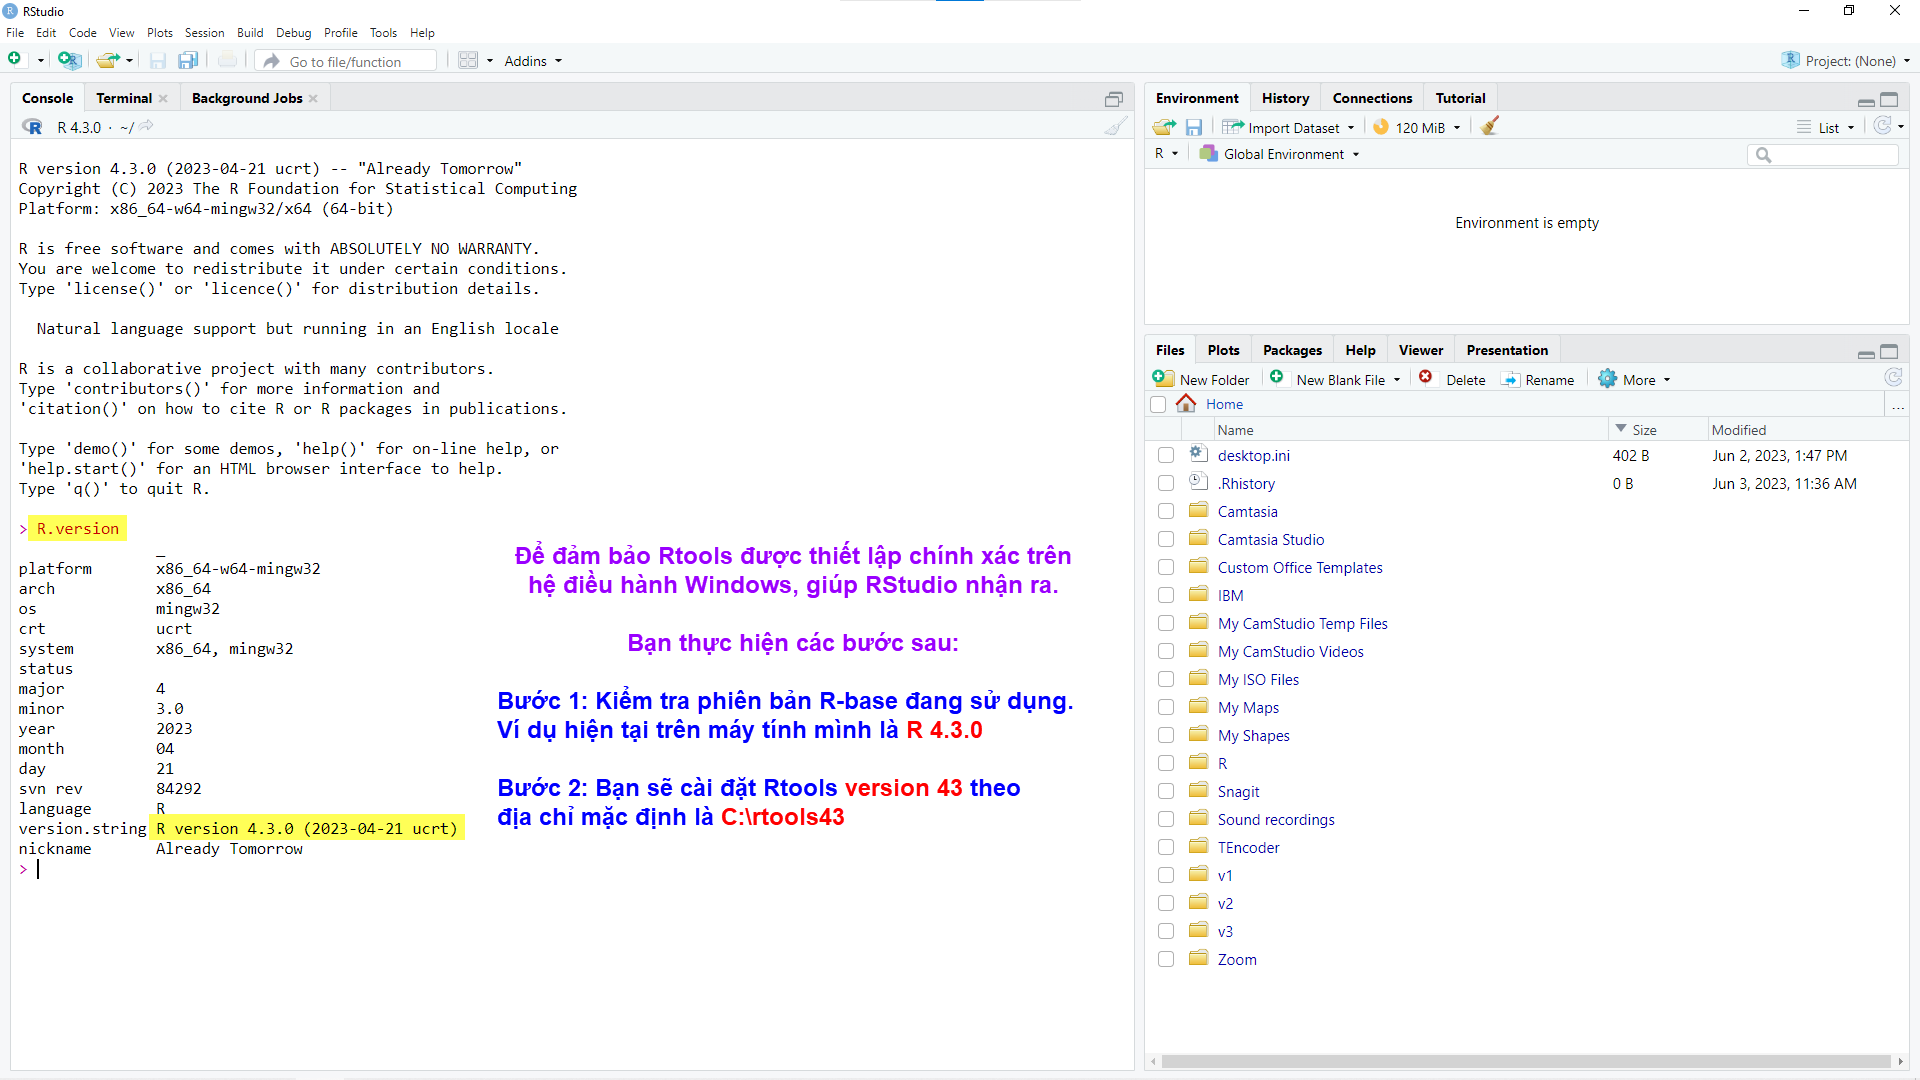 RStudio
File Edit Code View Plots Session Build Debug Profile Tools Help
Go to file/function Addins Project: (None)
Console Terminal Background Jobs
R 4.3.0 · ~/
R version 4.3.0 (2023-04-21 ucrt) -- "Already Tomorrow"
Copyright (C) 2023 The R Foundation for Statistical Computing
Platform: x86_64-w64-mingw32/x64 (64-bit)
R is free software and comes with ABSOLUTELY NO WARRANTY.
You are welcome to redistribute it under certain conditions.
Type 'license()' or 'licence()' for distribution details.
Natural language support but running in an English locale
R is a collaborative project with many contributors.
Type 'contributors()' for more information and
'citation()' on how to cite R or R packages in publications.
Type 'demo()' for some demos, 'help()' for on-line help, or
'help.start()' for an HTML browser interface to help.
Type 'q()' to quit R.
> R.version
_
platform x86_64-w64-mingw32
arch x86_64
os mingw32
crt ucrt
system x86_64, mingw32
status
major 4
minor 3.0
year 2023
month 04
day 21
svn rev 84292
language R
version.string R version 4.3.0 (2023-04-21 ucrt)
nickname Already Tomorrow
>
Để đảm bảo Rtools được thiết lập chính xác trên
hệ điều hành Windows, giúp RStudio nhận ra.
Bạn thực hiện các bước sau:
Bước 1: Kiểm tra phiên bản R-base đang sử dụng.
Ví dụ hiện tại trên máy tính mình là R 4.3.0
Bước 2: Bạn sẽ cài đặt Rtools version 43 theo
địa chỉ mặc định là C:\rtools43
Environment History Connections Tutorial
Import Dataset 120 MiB List
R Global Environment
Environment is empty
Files Plots Packages Help Viewer Presentation
New Folder New Blank File Delete Rename More
Home ...
Name Size Modified
desktop.ini 402 B Jun 2, 2023, 1:47 PM
.Rhistory 0 B Jun 3, 2023, 11:36 AM
Camtasia
Camtasia Studio
Custom Office Templates
IBM
My CamStudio Temp Files
My CamStudio Videos
My ISO Files
My Maps
My Shapes
R
Snagit
Sound recordings
TEncoder
v1
v2
v3
Zoom